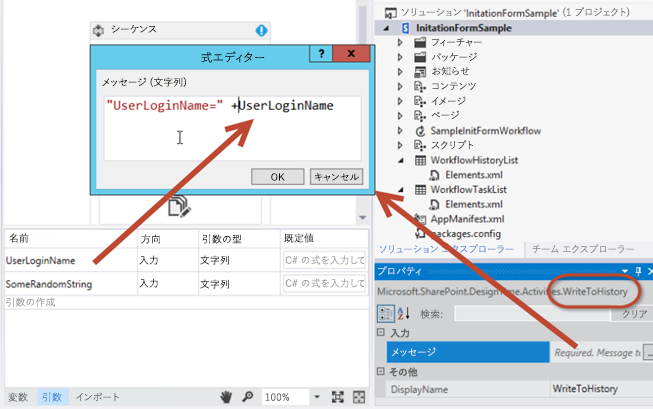 シーケンス
式エディター
?
x
メッセージ (文字列)
"UserLoginName=" +UserLoginName
OK
キャンセル
名前 方向 引数の型 既定値
UserLoginName 入力 文字列 C# の式を入力して
SomeRandomString 入力 文字列 C# の式を入力して
引数の作成
変数 引数 インポート
100%
ソリューション 'InitationFormSample' (1 プロジェクト)
InitationFormSample
フィーチャー
パッケージ
お知らせ
コンテンツ
イメージ
ページ
SampleInitFormWorkflow
スクリプト
WorkflowHistoryList
Elements.xml
WorkflowTaskList
Elements.xml
AppManifest.xml
packages.config
ソリューション エクスプローラー チーム エクスプローラー
プロパティ
Microsoft.SharePoint.DesignTime.Activities.WriteToHistory
検索: クリア
入力
メッセージ Required. Message t ...
その他
DisplayName WriteToHistory